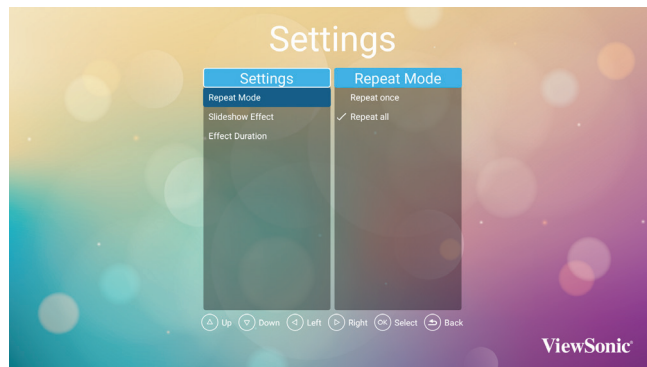 Settings
Settings
Repeat Mode
Slideshow Effect
Effect Duration
Repeat Mode
Repeat once
✓ Repeat all
Up Down Left Right OK Select Back
ViewSonic®